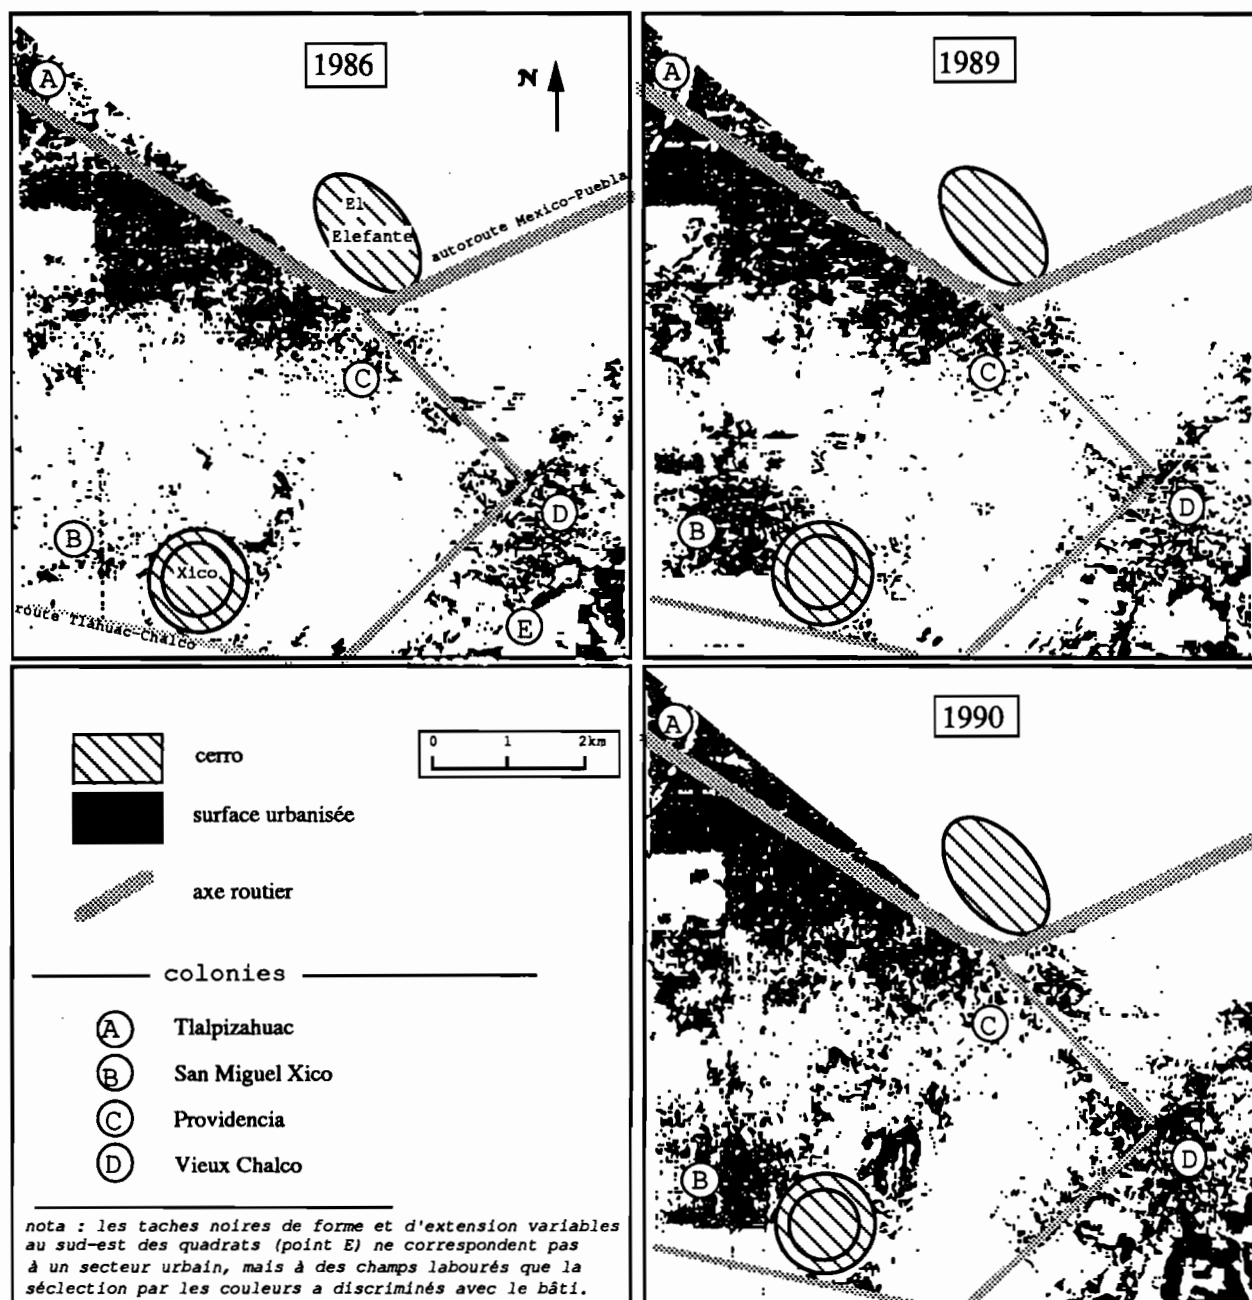 1986
A
N
El
Elefante
autoroute Mexico-Puebla
C
B
Xico
D
E
route Tlahuac-Chalco
1989
A
C
B
D
cerro
0 1 2km
surface urbanisée
axe routier
colonies
A Tlalpizahuac
B San Miguel Xico
C Providencia
D Vieux Chalco
nota : les taches noires de forme et d'extension variables
au sud-est des quadrats (point E) ne correspondent pas
à un secteur urbain, mais à des champs labourés que la
séclection par les couleurs a discriminés avec le bâti.
1990
A
C
B
D